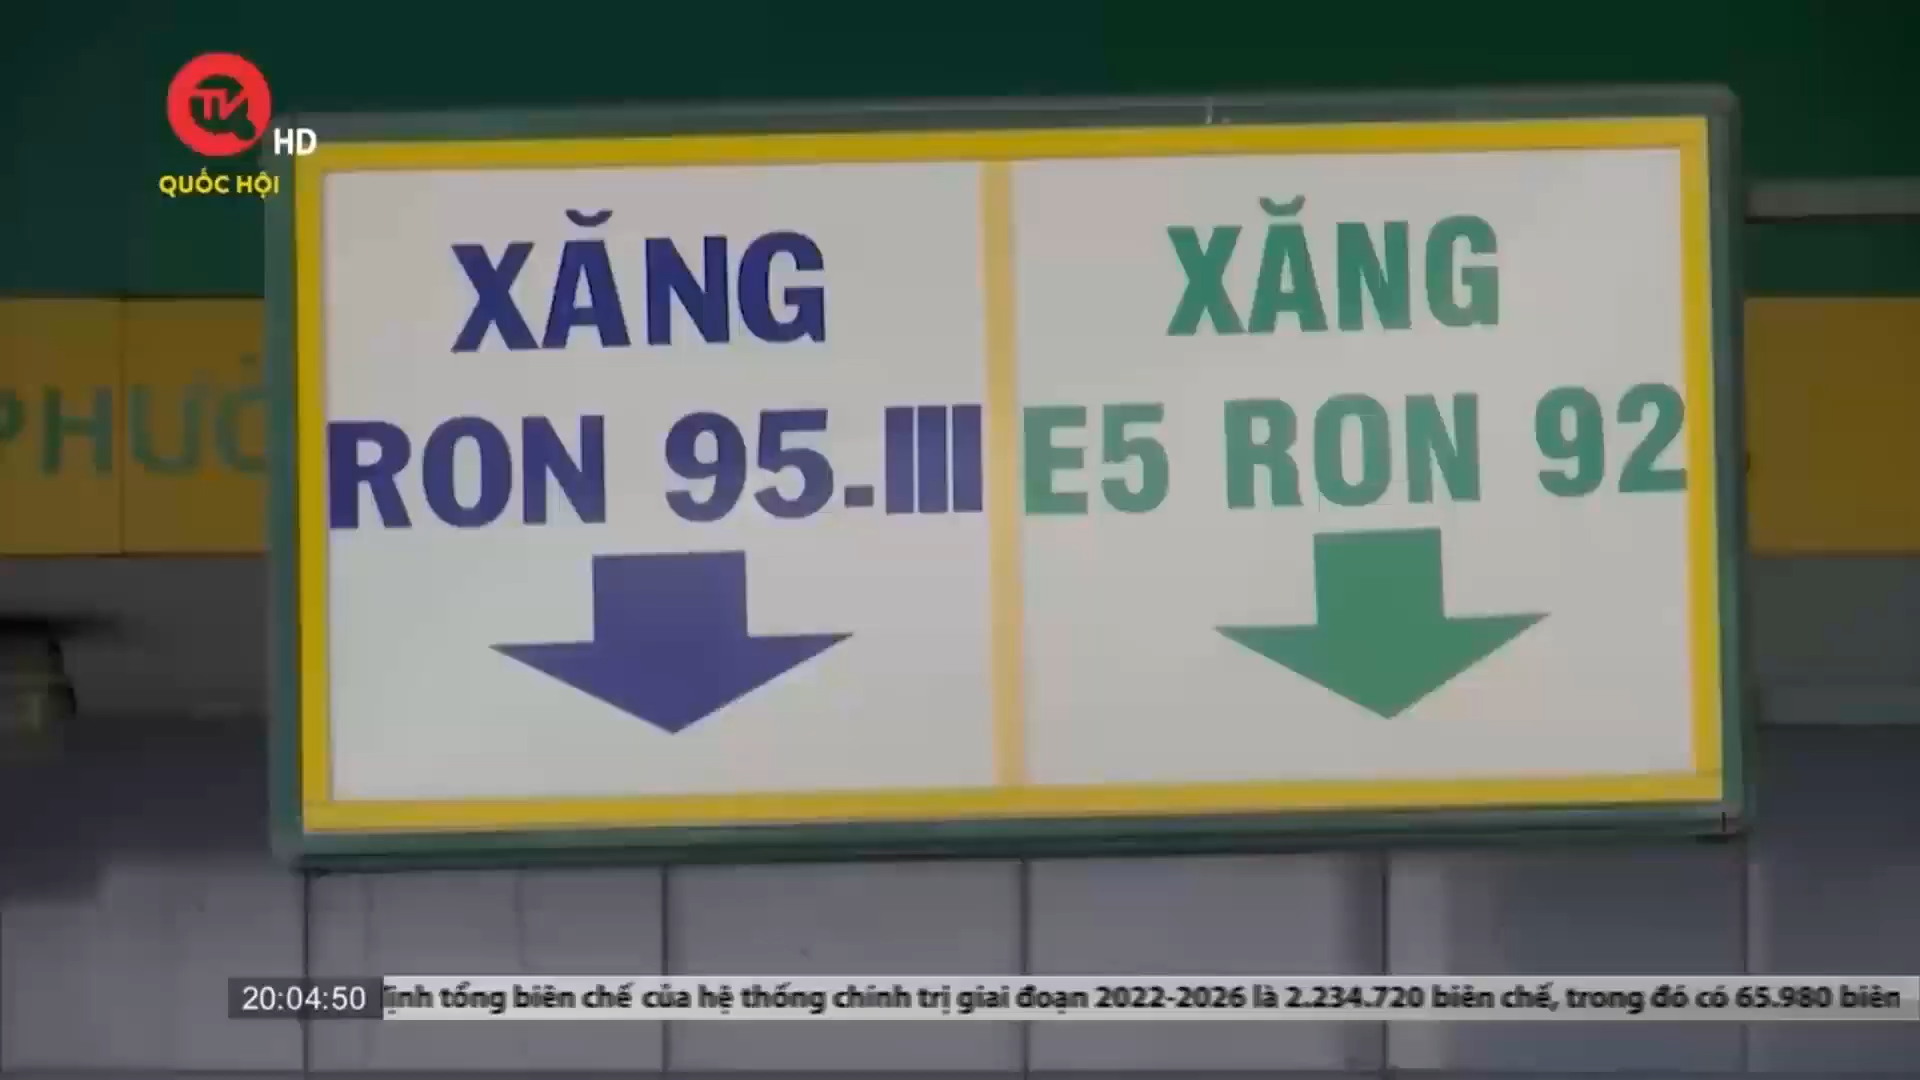 TV
HD
QUỐC HỘI
XĂNG
RON 95.III
XĂNG
E5 RON 92
20:04:50
tổng biên chế của hệ thống chính trị giai đoạn 2022-2026 là 2.234.720 biên chế, trong đó có 65.980 biên